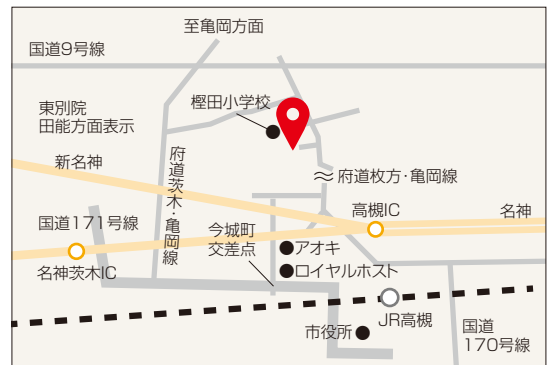 至亀岡方面
国道9号線
東別院
田能方面表示
樫田小学校
新名神
府道茨木・亀岡線
府道枚方・亀岡線
高槻IC
名神
国道171号線
今城町
交差点
アオキ
ロイヤルホスト
名神茨木IC
JR高槻
市役所
国道
170号線